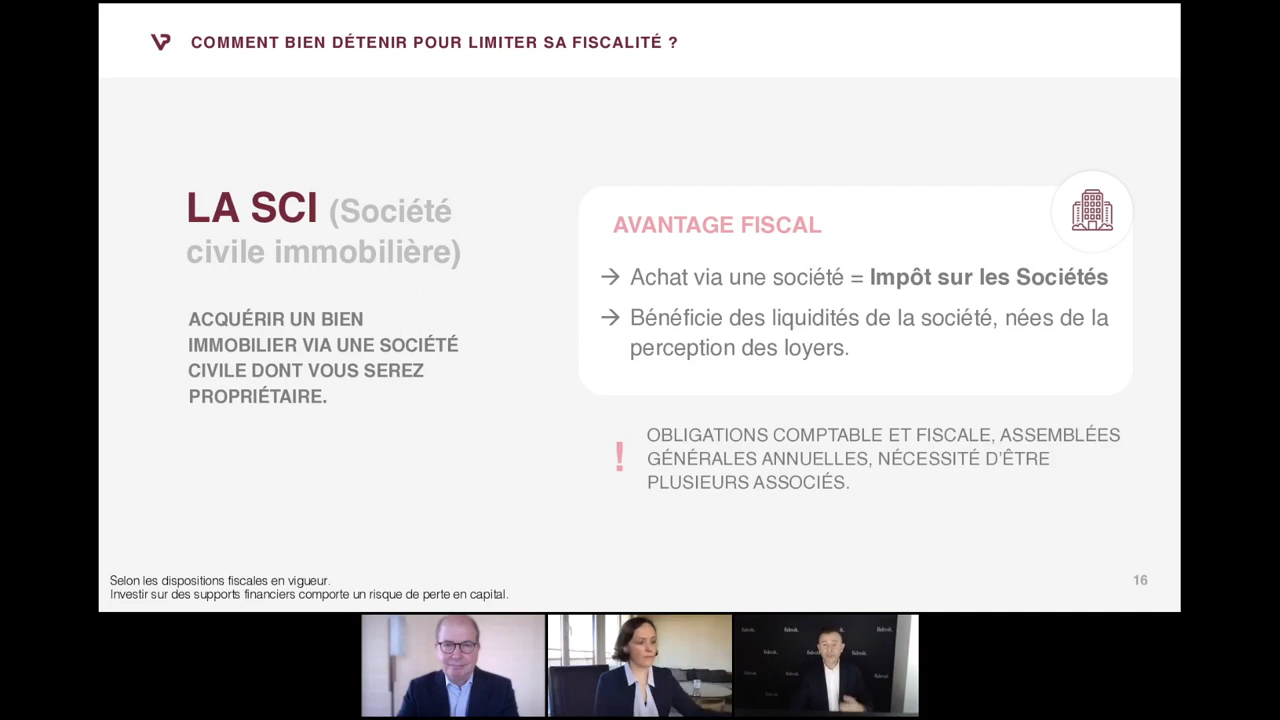 COMMENT BIEN DÉTENIR POUR LIMITER SA FISCALITÉ ?
LA SCI (Société
civile immobilière)
ACQUÉRIR UN BIEN
IMMOBILIER VIA UNE SOCIÉTÉ
CIVILE DONT VOUS SEREZ
PROPRIÉTAIRE.
AVANTAGE FISCAL
→ Achat via une société = Impôt sur les Sociétés
→ Bénéficie des liquidités de la société, nées de la
perception des loyers.
! OBLIGATIONS COMPTABLE ET FISCALE, ASSEMBLÉES
GÉNÉRALES ANNUELLES, NÉCESSITÉ D'ÊTRE
PLUSIEURS ASSOCIÉS.
Selon les dispositions fiscales en vigueur.
Investir sur des supports financiers comporte un risque de perte en capital.
16